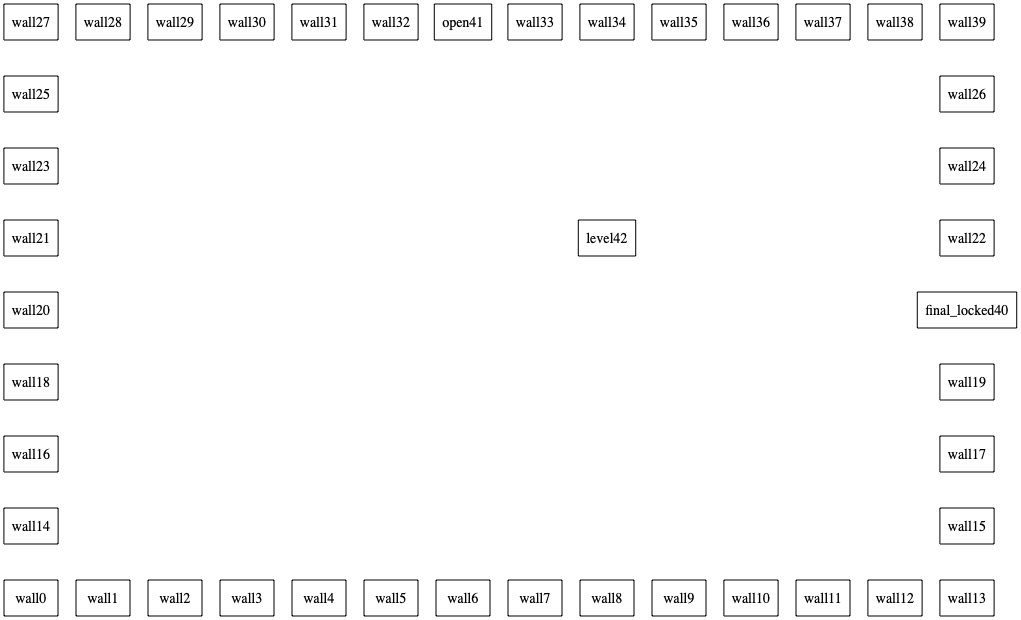 wall27 wall28 wall29 wall30 wall31 wall32 open41 wall33 wall34 wall35 wall36 wall37 wall38 wall39
wall25 wall26
wall23 wall24
wall21 level42 wall22
wall20 final_locked40
wall18 wall19
wall16 wall17
wall14 wall15
wall0 wall1 wall2 wall3 wall4 wall5 wall6 wall7 wall8 wall9 wall10 wall11 wall12 wall13